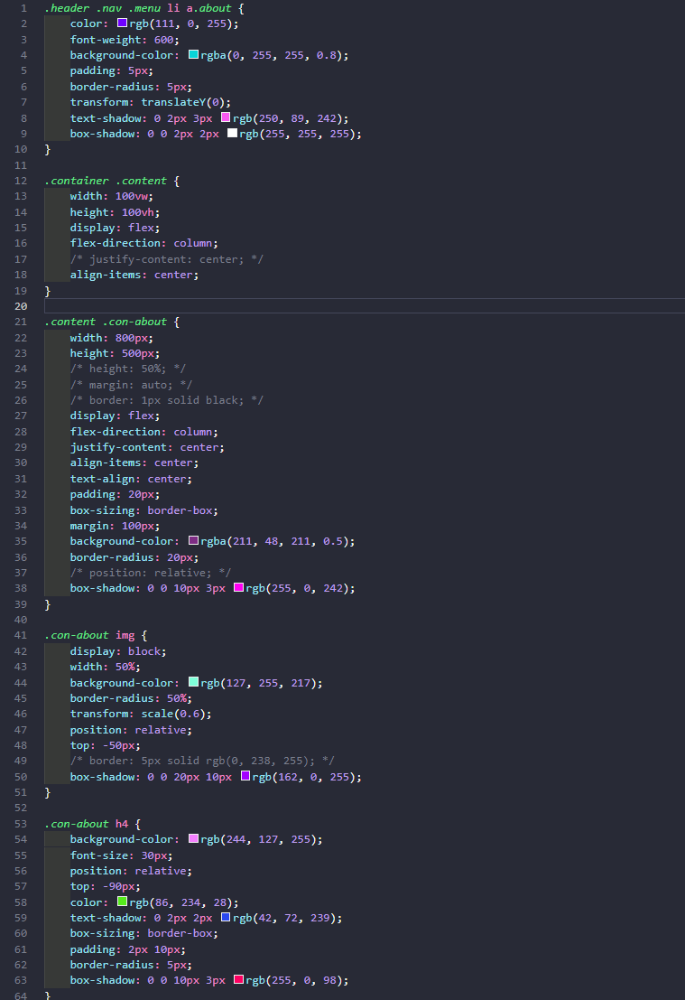 1 .header .nav .menu li a.about {
2 color: rgb(111, 0, 255);
3 font-weight: 600;
4 background-color: rgba(0, 255, 255, 0.8);
5 padding: 5px;
6 border-radius: 5px;
7 transform: translateY(0);
8 text-shadow: 0 2px 3px rgb(250, 89, 242);
9 box-shadow: 0 0 2px 2px rgb(255, 255, 255);
10 }
11
12 .container .content {
13 width: 100vw;
14 height: 100vh;
15 display: flex;
16 flex-direction: column;
17 /* justify-content: center; */
18 align-items: center;
19 }
20
21 .content .con-about {
22 width: 800px;
23 height: 500px;
24 /* height: 50%; */
25 /* margin: auto; */
26 /* border: 1px solid black; */
27 display: flex;
28 flex-direction: column;
29 justify-content: center;
30 align-items: center;
31 text-align: center;
32 padding: 20px;
33 box-sizing: border-box;
34 margin: 100px;
35 background-color: rgba(211, 48, 211, 0.5);
36 border-radius: 20px;
37 /* position: relative; */
38 box-shadow: 0 0 10px 3px rgb(255, 0, 242);
39 }
40
41 .con-about img {
42 display: block;
43 width: 50%;
44 background-color: rgb(127, 255, 217);
45 border-radius: 50%;
46 transform: scale(0.6);
47 position: relative;
48 top: -50px;
49 /* border: 5px solid rgb(0, 238, 255); */
50 box-shadow: 0 0 20px 10px rgb(162, 0, 255);
51 }
52
53 .con-about h4 {
54 background-color: rgb(244, 127, 255);
55 font-size: 30px;
56 position: relative;
57 top: -90px;
58 color: rgb(86, 234, 28);
59 text-shadow: 0 2px 2px rgb(42, 72, 239);
60 box-sizing: border-box;
61 padding: 2px 10px;
62 border-radius: 5px;
63 box-shadow: 0 0 10px 3px rgb(255, 0, 98);
64 }